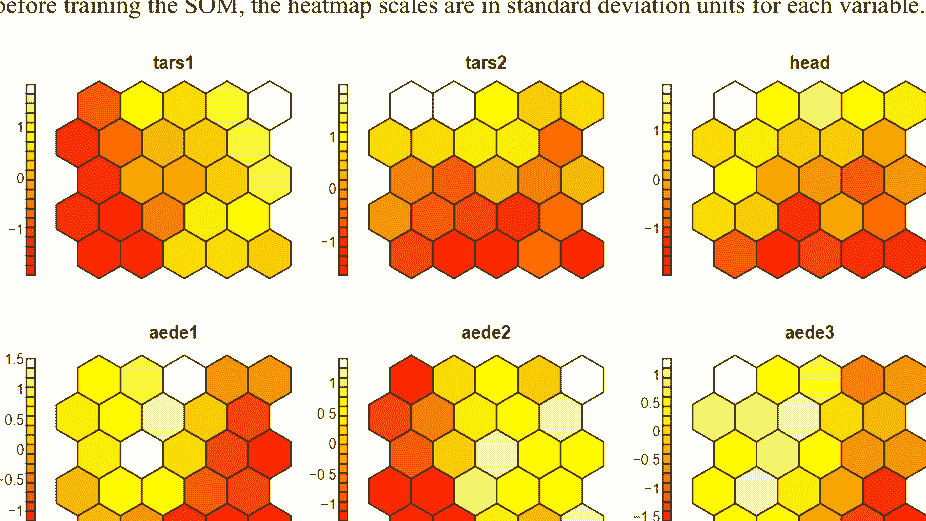 before training the SOM, the heatmap scales are in standard deviation units for each variable.
tars1 tars2 head
1 1 1
0 0 0
−1 −1 −1
aede1 aede2 aede3
1.5
1 1 1
0.5 0 5 0.5
0 0 0
−0.5 −0.5 −0.5
−1 −1 −1
−1.5